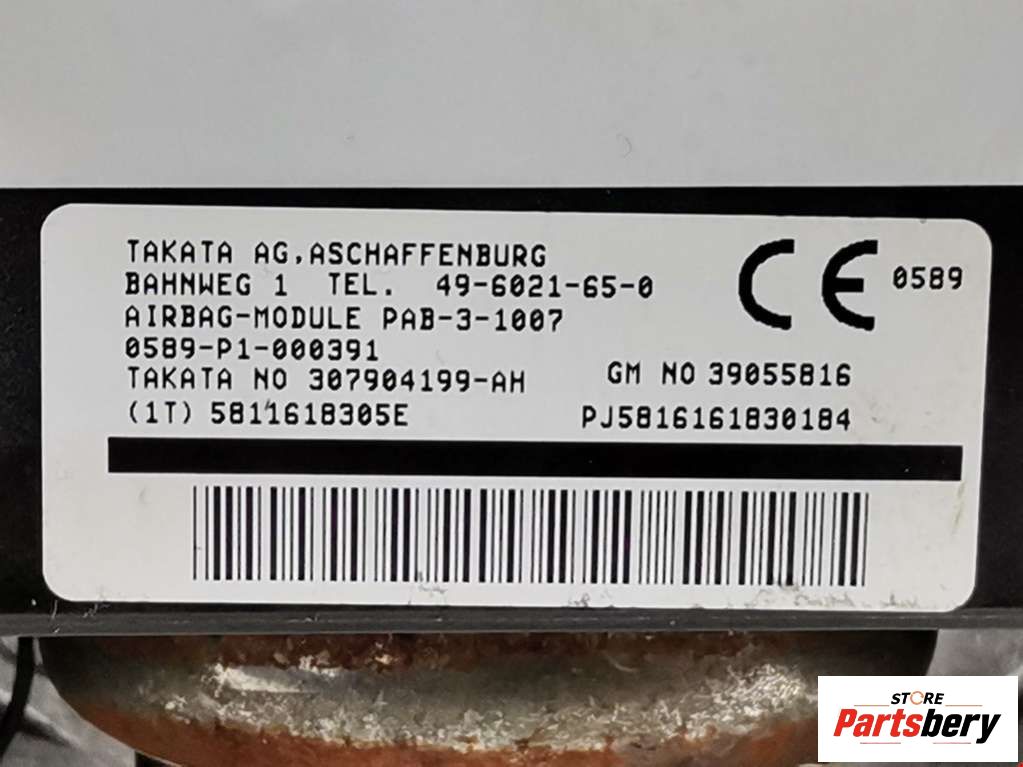 TAKATA AG,ASCHAFFENBURG
BAHNWEG 1 TEL. 49-6021-65-0
AIRBAG-MODULE PAB-3-1007
0589-P1-000391
TAKATA NO 307904199-AH
(1T) 5811618305E
CE 0589
GM NO 39055816
PJ5816161830184
STORE
Partsbery